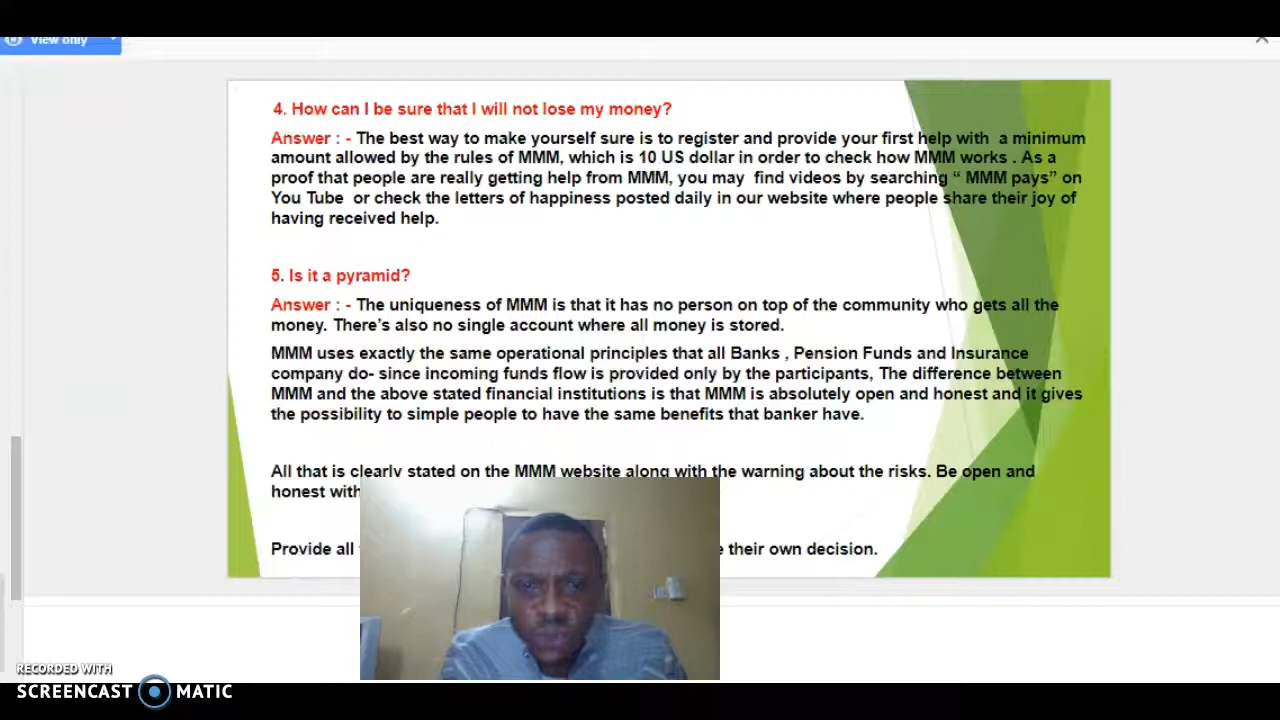 View only
4. How can I be sure that I will not lose my money?
Answer : - The best way to make yourself sure is to register and provide your first help with a minimum
amount allowed by the rules of MMM, which is 10 US dollar in order to check how MMM works . As a
proof that people are really getting help from MMM, you may find videos by searching “ MMM pays” on
You Tube or check the letters of happiness posted daily in our website where people share their joy of
having received help.
5. Is it a pyramid?
Answer : - The uniqueness of MMM is that it has no person on top of the community who gets all the
money. There’s also no single account where all money is stored.
MMM uses exactly the same operational principles that all Banks , Pension Funds and Insurance
company do- since incoming funds flow is provided only by the participants, The difference between
MMM and the above stated financial institutions is that MMM is absolutely open and honest and it gives
the possibility to simple people to have the same benefits that banker have.
All that is clearly stated on the MMM website along with the warning about the risks. Be open and
honest with
Provide all their own decision.
RECORDED WITH
SCREENCAST MATIC